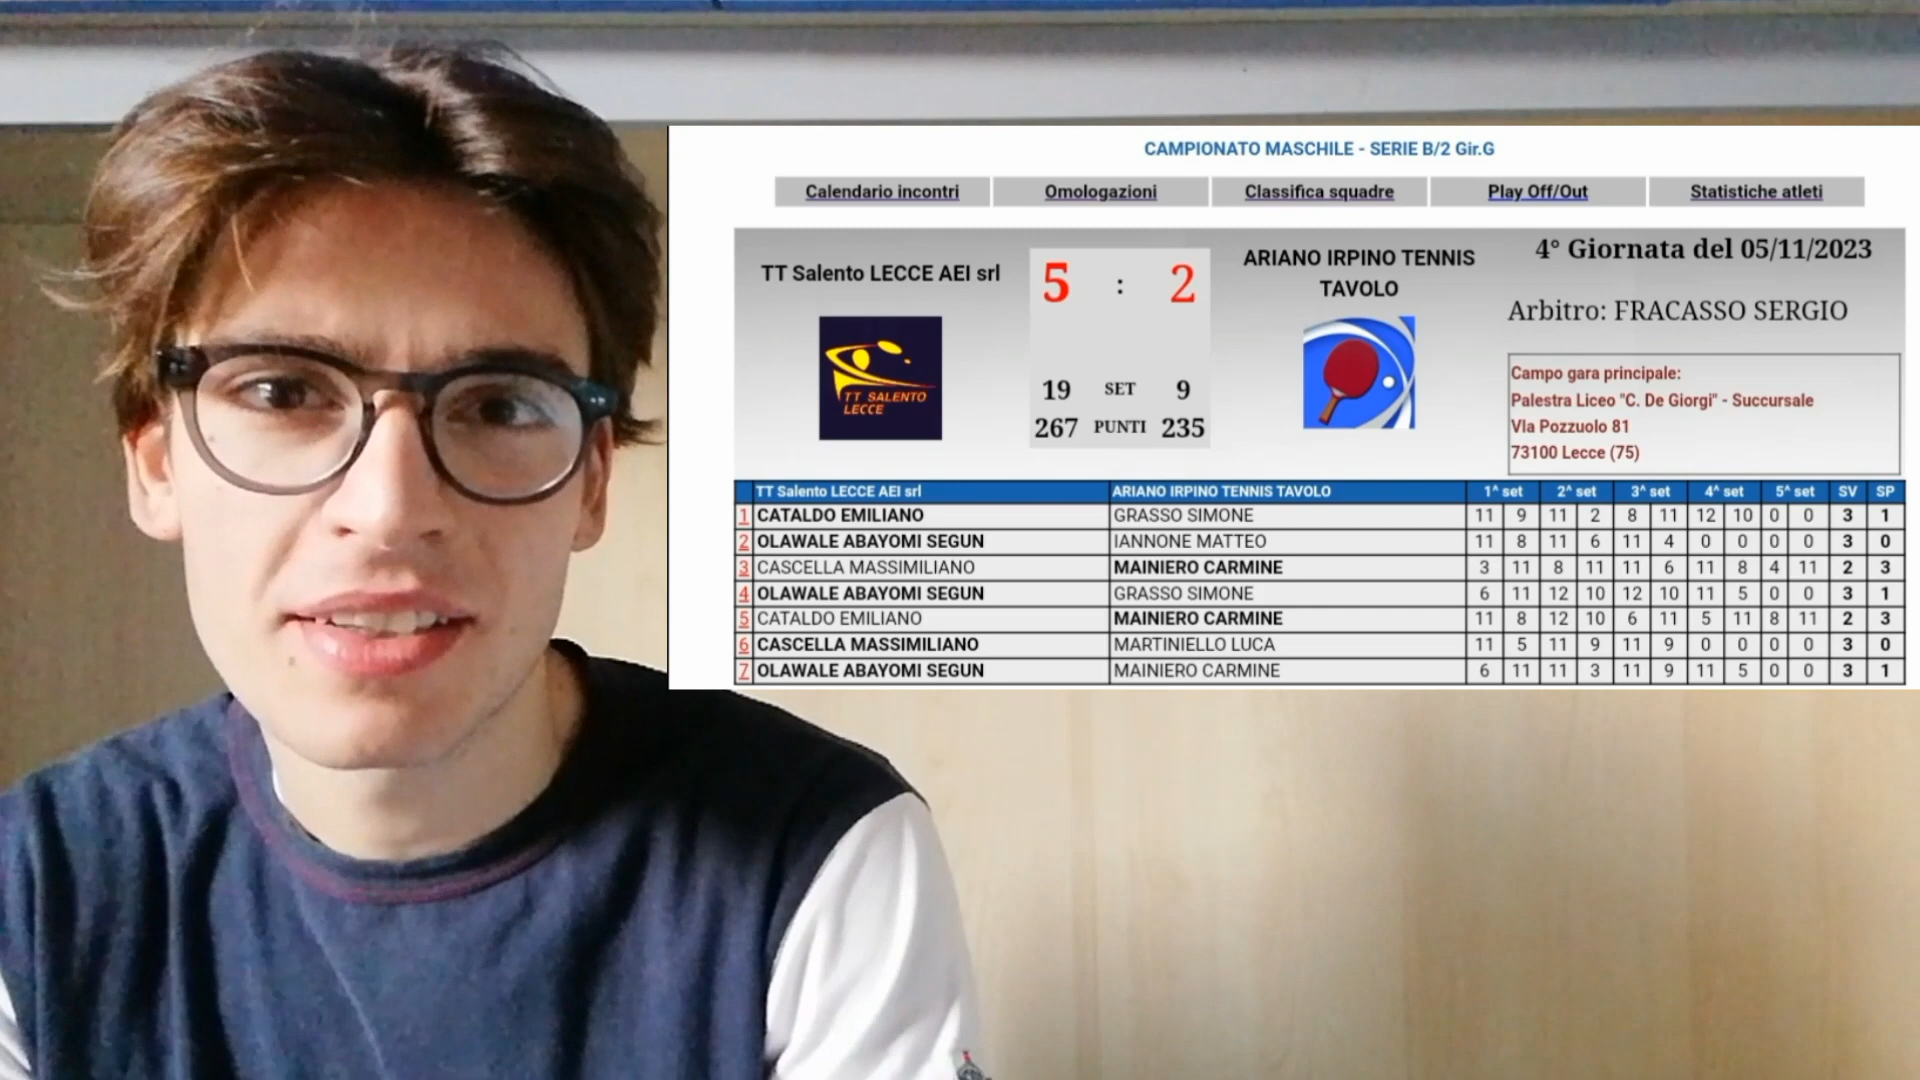 CAMPIONATO MASCHILE - SERIE B/2 Gir.G
Calendario incontri Omologazioni Classifica squadre Play Off/Out Statistiche atleti
TT Salento LECCE AEI srl
TT SALENTO
LECCE
5 : 2
19 SET 9
267 PUNTI 235
ARIANO IRPINO TENNIS
TAVOLO
4° Giornata del 05/11/2023
Arbitro: FRACASSO SERGIO
Campo gara principale:
Palestra Liceo "C. De Giorgi" - Succursale
VIa Pozzuolo 81
73100 Lecce (75)
TT Salento LECCE AEI srl ARIANO IRPINO TENNIS TAVOLO 1^ set 2^ set 3^ set 4^ set 5^ set SV SP
1 CATALDO EMILIANO GRASSO SIMONE 11 9 11 2 8 11 12 10 0 0 3 1
2 OLAWALE ABAYOMI SEGUN IANNONE MATTEO 11 8 11 6 11 4 0 0 0 0 3 0
3 CASCELLA MASSIMILIANO MAINIERO CARMINE 3 11 8 11 11 6 11 8 4 11 2 3
4 OLAWALE ABAYOMI SEGUN GRASSO SIMONE 6 11 12 10 12 10 11 5 0 0 3 1
5 CATALDO EMILIANO MAINIERO CARMINE 11 8 12 10 6 11 5 11 8 11 2 3
6 CASCELLA MASSIMILIANO MARTINIELLO LUCA 11 5 11 9 11 9 0 0 0 0 3 0
7 OLAWALE ABAYOMI SEGUN MAINIERO CARMINE 6 11 11 3 11 9 11 5 0 0 3 1